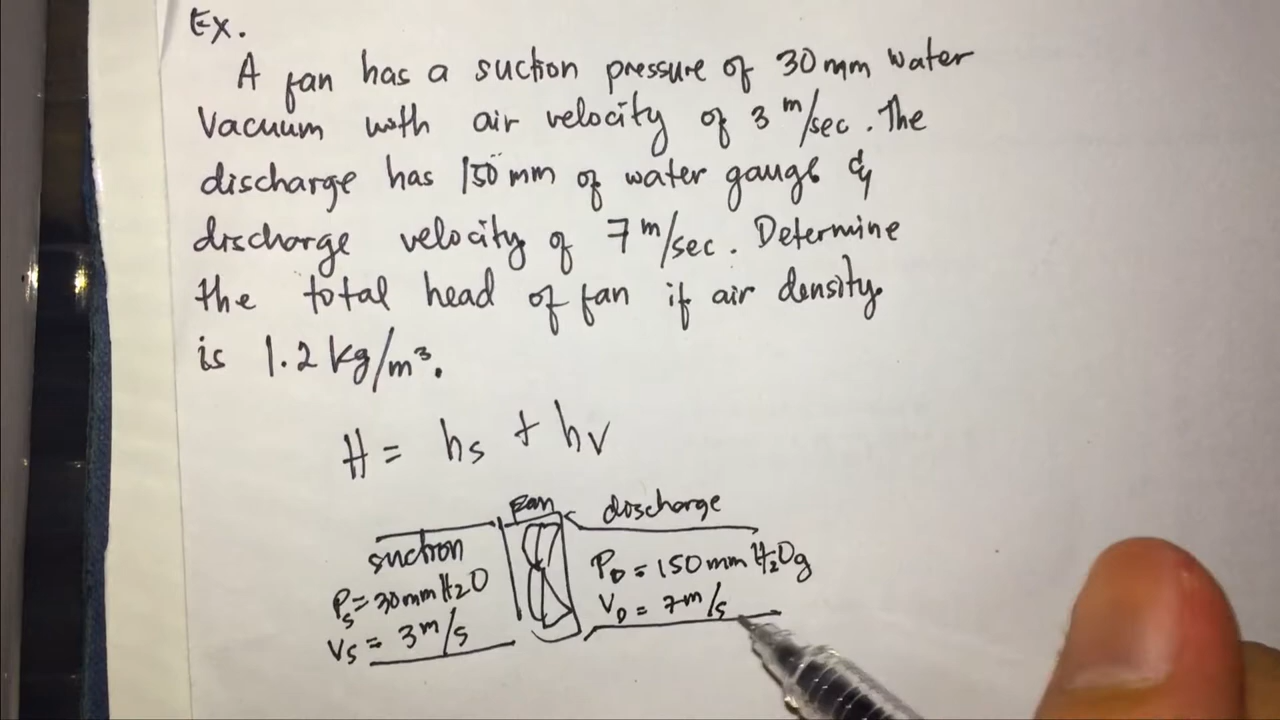 Ex.
A fan has a suction pressure of 30 mm water
Vacuum with air velocity of 3 m/sec. The
discharge has 150 mm of water gauge &
discharge velocity of 7 m/sec. Determine
the total head of fan if air density
is 1.2 kg/m³.
H = hs + hv
Fan
discharge
suction
PD = 150 mm H₂Og
Ps = 30 mm H₂O
VD = 7 m/s
Vs = 3 m/s